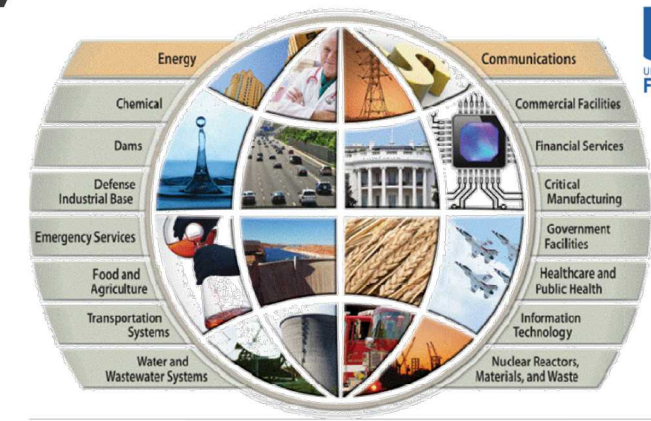 Energy
Chemical
Dams
Defense
Industrial Base
Emergency Services
Food and
Agriculture
Transportation
Systems
Water and
Wastewater Systems
Communications
Commercial Facilities
Financial Services
Critical
Manufacturing
Government
Facilities
Healthcare and
Public Health
Information
Technology
Nuclear Reactors,
Materials, and Waste